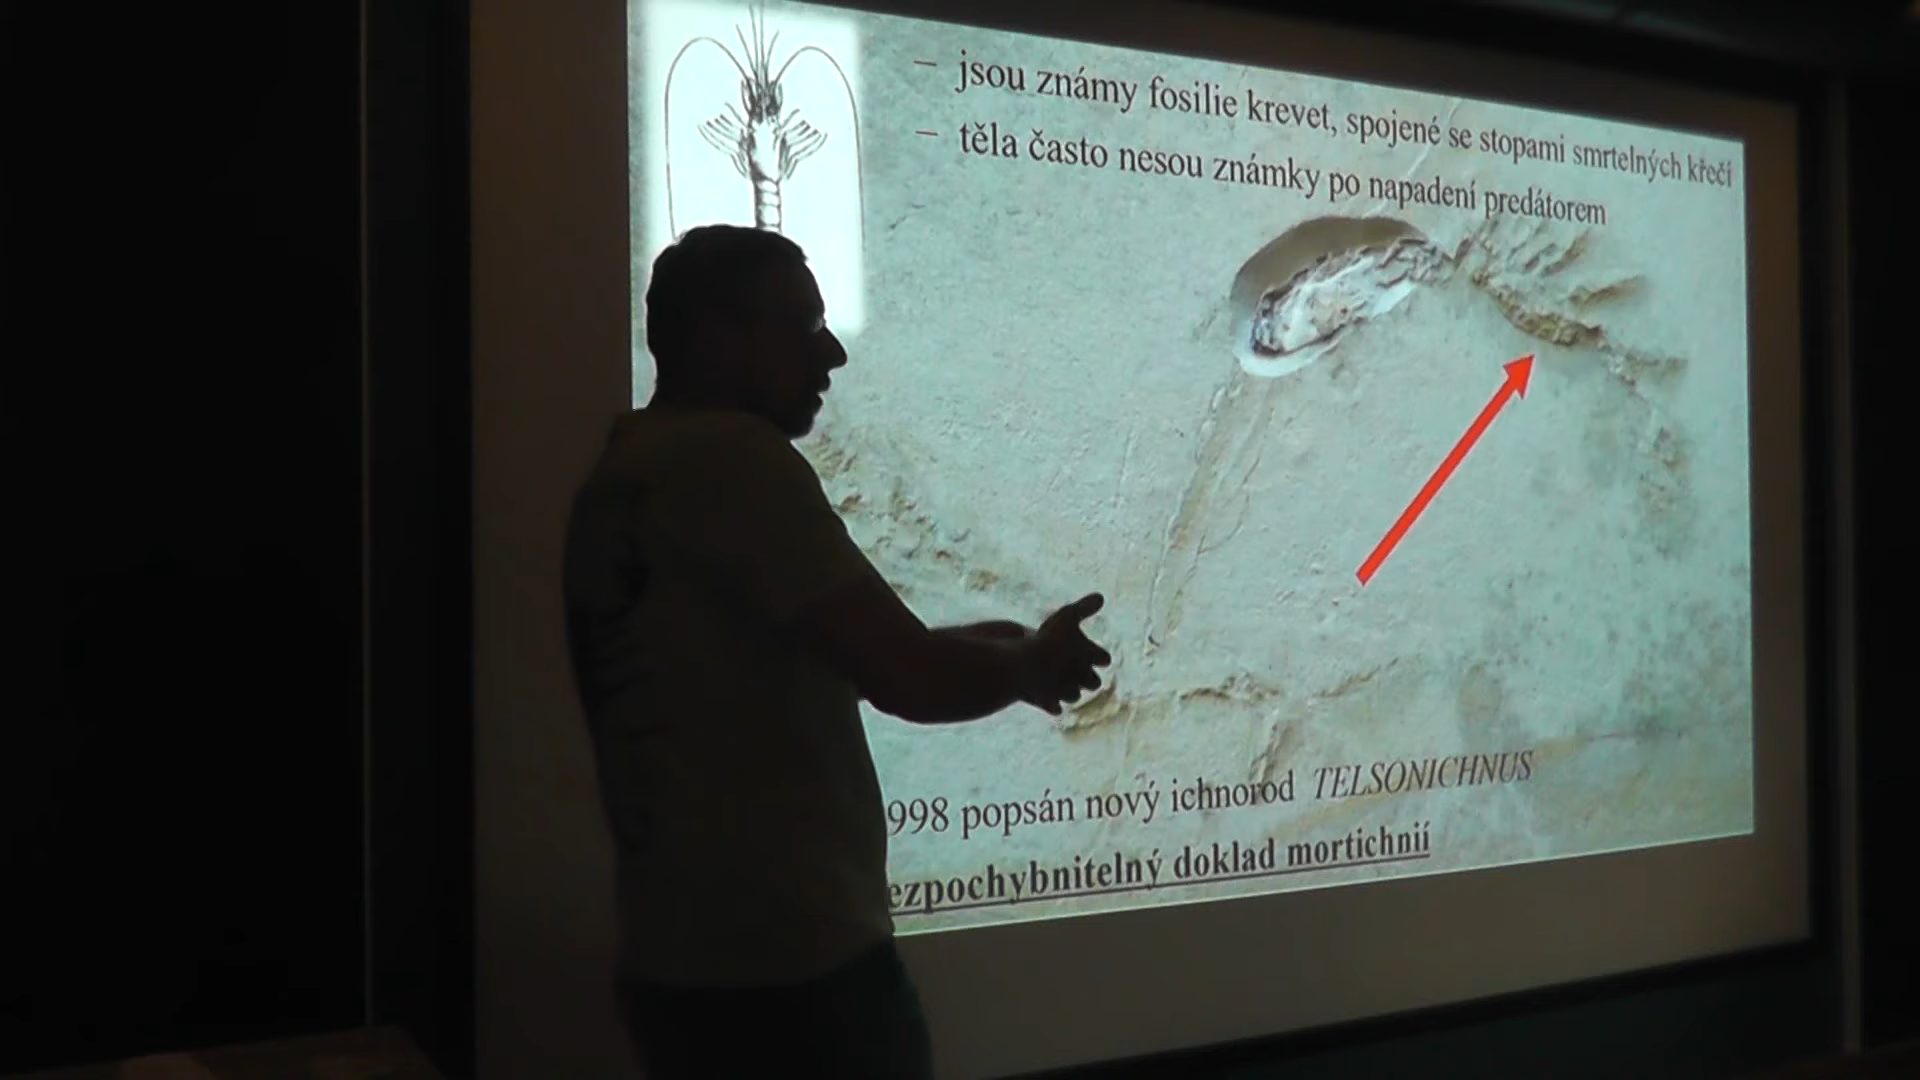 – jsou známy fosilie krevet, spojené se stopami smrtelných křečí
– těla často nesou známky po napadení predátorem
998 popsán nový ichnorod TELSONICHNUS
ezpochybnitelný doklad mortichnií